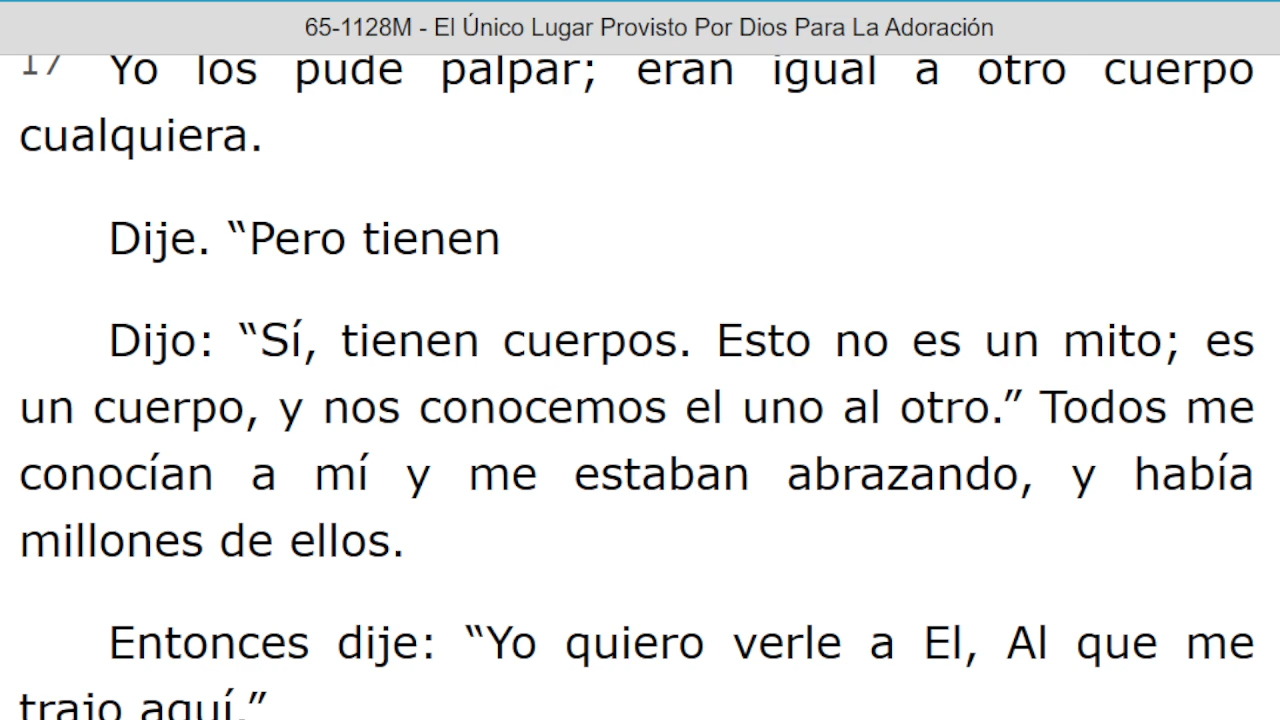 65-1128M - El Único Lugar Provisto Por Dios Para La Adoración
17 Yo los pude palpar; eran igual a otro cuerpo
cualquiera.
Dije. “Pero tienen
Dijo: “Sí, tienen cuerpos. Esto no es un mito; es
un cuerpo, y nos conocemos el uno al otro.” Todos me
conocían a mí y me estaban abrazando, y había
millones de ellos.
Entonces dije: “Yo quiero verle a El, Al que me
trajo aquí.”